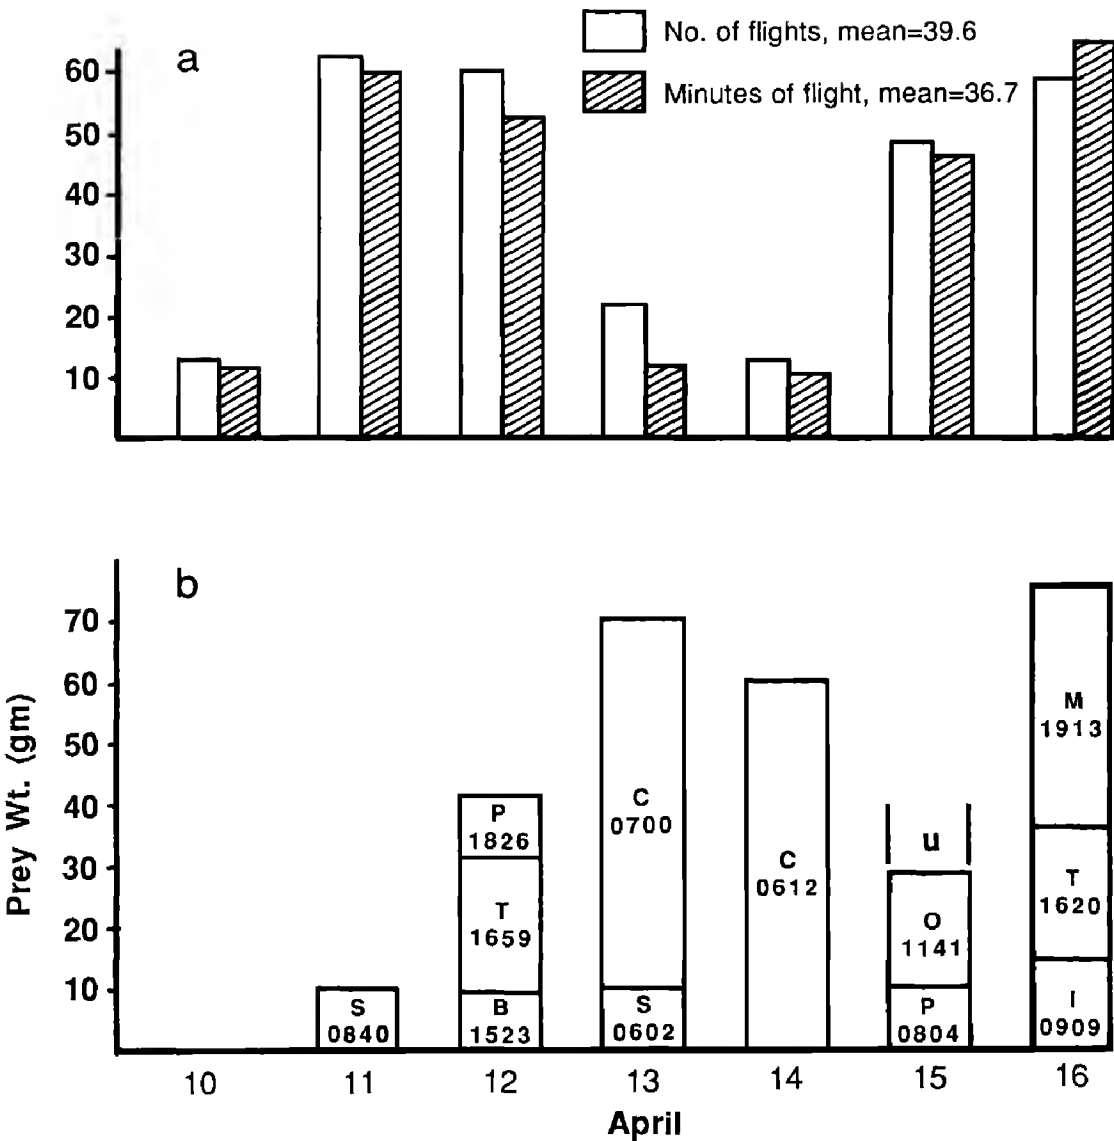 a
No. of flights, mean=39.6
Minutes of flight, mean=36.7
60
50
40
30
20
10
b
Prey Wt. (gm)
70
60
50
40
30
20
10
S
0840
P
1826
T
1659
B
1523
C
0700
S
0602
C
0612
u
O
1141
P
0804
M
1913
T
1620
I
0909
10 11 12 13 14 15 16
April